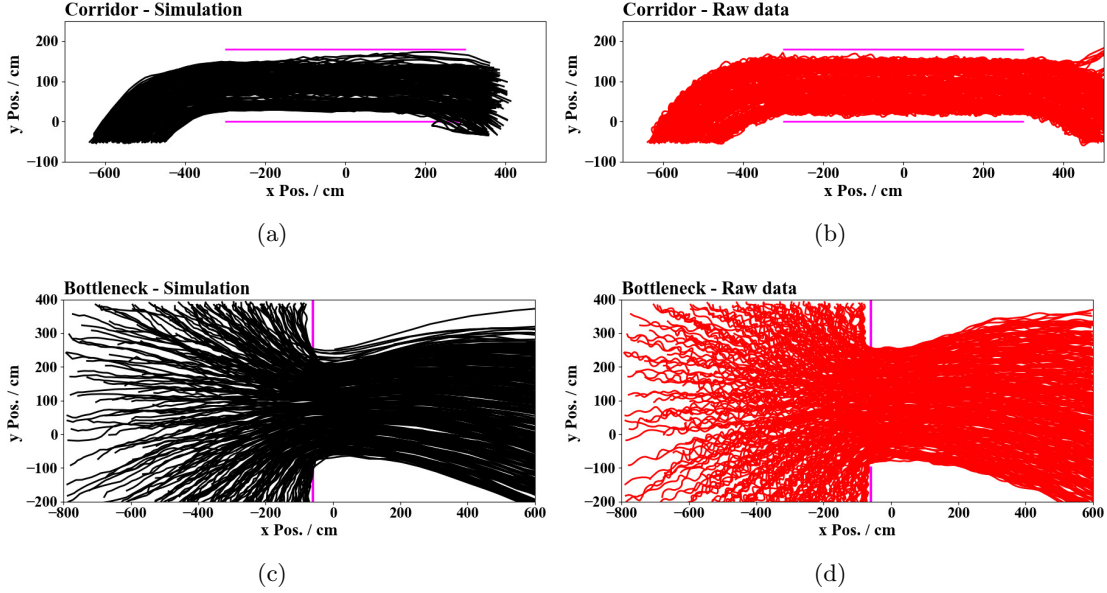 Corridor - Simulation
y Pos. / cm
200
100
0
−100
−600 −400 −200 0 200 400
x Pos. / cm
(a)
Corridor - Raw data
y Pos. / cm
200
100
0
−100
−600 −400 −200 0 200 400
x Pos. / cm
(b)
Bottleneck - Simulation
y Pos. / cm
400
300
200
100
0
−100
−200
−800 −600 −400 −200 0 200 400 600
x Pos. / cm
(c)
Bottleneck - Raw data
y Pos. / cm
400
300
200
100
0
−100
−200
−800 −600 −400 −200 0 200 400 600
x Pos. / cm
(d)